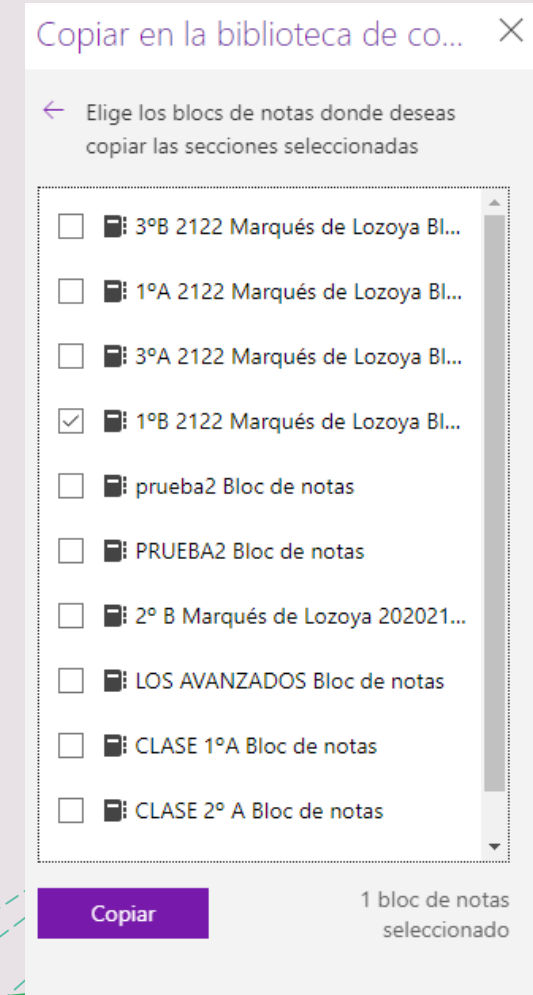 Copiar en la biblioteca de co...
Elige los blocs de notas donde deseas
copiar las secciones seleccionadas
3ºB 2122 Marqués de Lozoya Bl...
1ºA 2122 Marqués de Lozoya Bl...
3ºA 2122 Marqués de Lozoya Bl...
1ºB 2122 Marqués de Lozoya Bl...
prueba2 Bloc de notas
PRUEBA2 Bloc de notas
2º B Marqués de Lozoya 202021...
LOS AVANZADOS Bloc de notas
CLASE 1ºA Bloc de notas
CLASE 2º A Bloc de notas
Copiar
1 bloc de notas
seleccionado